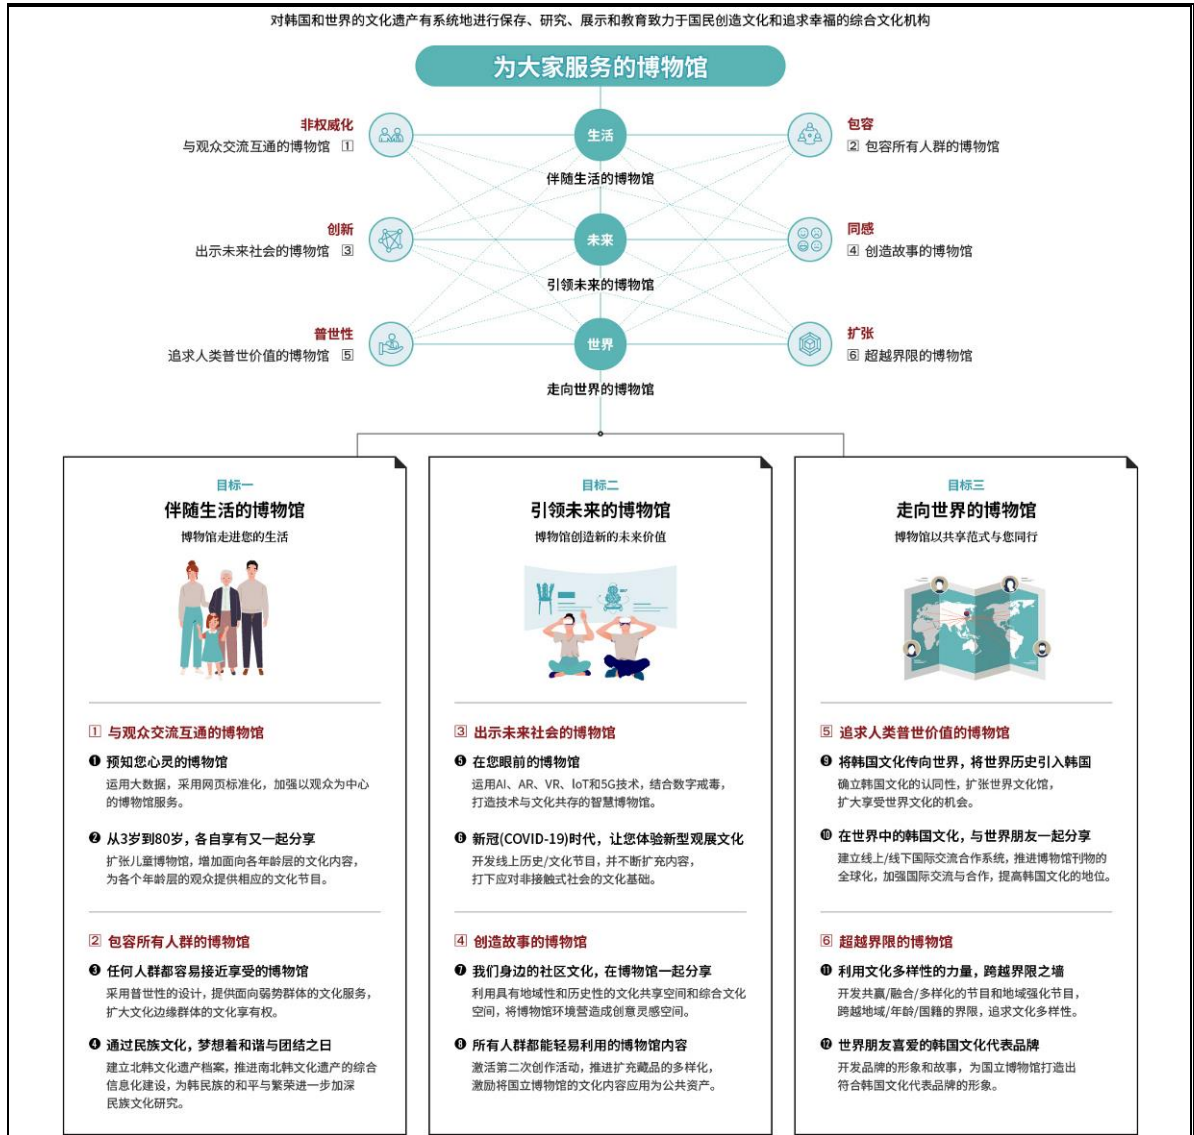 对韩国和世界的文化遗产有系统地进行保存、研究、展示和教育致力于国民创造文化和追求幸福的综合文化机构
为大家服务的博物馆
非权威化
与观众交流互通的博物馆 1
生活
包容
2 包容所有人群的博物馆
伴随生活的博物馆
创新
出示未来社会的博物馆 3
未来
同感
4 创造故事的博物馆
引领未来的博物馆
普世性
追求人类普世价值的博物馆 5
世界
扩张
6 超越界限的博物馆
走向世界的博物馆
目标一
伴随生活的博物馆
博物馆走进您的生活
1 与观众交流互通的博物馆
❶ 预知您心灵的博物馆
运用大数据，采用网页标准化，加强以观众为中心
的博物馆服务。
❷ 从3岁到80岁，各自享有又一起分享
扩张儿童博物馆，增加面向各年龄层的文化内容，
为各个年龄层的观众提供相应的文化节目。
2 包容所有人群的博物馆
❸ 任何人群都容易接近享受的博物馆
采用普世性的设计，提供面向弱势群体的文化服务，
扩大文化边缘群体的文化享有权。
❹ 通过民族文化，梦想着和谐与团结之日
建立北韩文化遗产档案，推进南北韩文化遗产的综合
信息化建设，为韩民族的和平与繁荣进一步加深
民族文化研究。
目标二
引领未来的博物馆
博物馆创造新的未来价值
3 出示未来社会的博物馆
❺ 在您眼前的博物馆
运用AI、AR、VR、loT和5G技术，结合数字戒毒，
打造技术与文化共存的智慧博物馆。
❻ 新冠(COVID-19)时代，让您体验新型观展文化
开发线上历史/文化节目，并不断扩充内容，
打下应对非接触式社会的文化基础。
4 创造故事的博物馆
❼ 我们身边的社区文化，在博物馆一起分享
利用具有地域性和历史性的文化共享空间和综合文化
空间，将博物馆环境营造成创意灵感空间。
❽ 所有人群都能轻易利用的博物馆内容
激活第二次创作活动，推进扩充藏品的多样化，
激励将国立博物馆的文化内容应用为公共资产。
目标三
走向世界的博物馆
博物馆以共享范式与您同行
5 追求人类普世价值的博物馆
❾ 将韩国文化传向世界，将世界历史引入韩国
确立韩国文化的认同性，扩张世界文化馆，
扩大享受世界文化的机会。
❿ 在世界中的韩国文化，与世界朋友一起分享
建立线上/线下国际交流合作系统，推进博物馆刊物的
全球化，加强国际交流与合作，提高韩国文化的地位。
6 超越界限的博物馆
⓫ 利用文化多样性的力量，跨越界限之墙
开发共赢/融合/多样化的节目和地域强化节目，
跨越地域/年龄/国籍的界限，追求文化多样性。
⓬ 世界朋友喜爱的韩国文化代表品牌
开发品牌的形象和故事，为国立博物馆打造出
符合韩国文化代表品牌的形象。